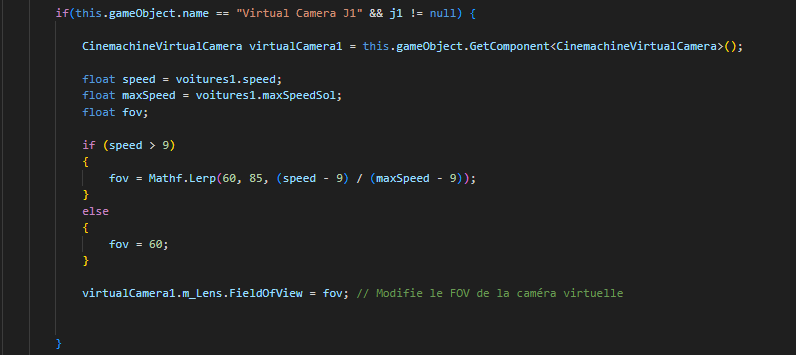 if(this.gameObject.name == "Virtual Camera J1" && j1 != null) {
CinemachineVirtualCamera virtualCamera1 = this.gameObject.GetComponent<CinemachineVirtualCamera>();
float speed = voitures1.speed;
float maxSpeed = voitures1.maxSpeedSol;
float fov;
if (speed > 9)
{
fov = Mathf.Lerp(60, 85, (speed - 9) / (maxSpeed - 9));
}
else
{
fov = 60;
}
virtualCamera1.m_Lens.FieldOfView = fov; // Modifie le FOV de la caméra virtuelle
}